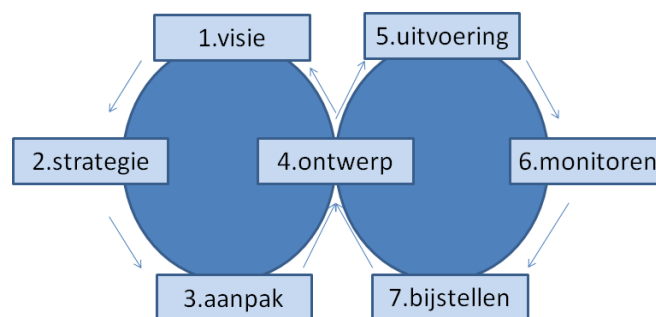 1.visie
2.strategie
3.aanpak
4.ontwerp
5.uitvoering
6.monitoren
7.bijstellen